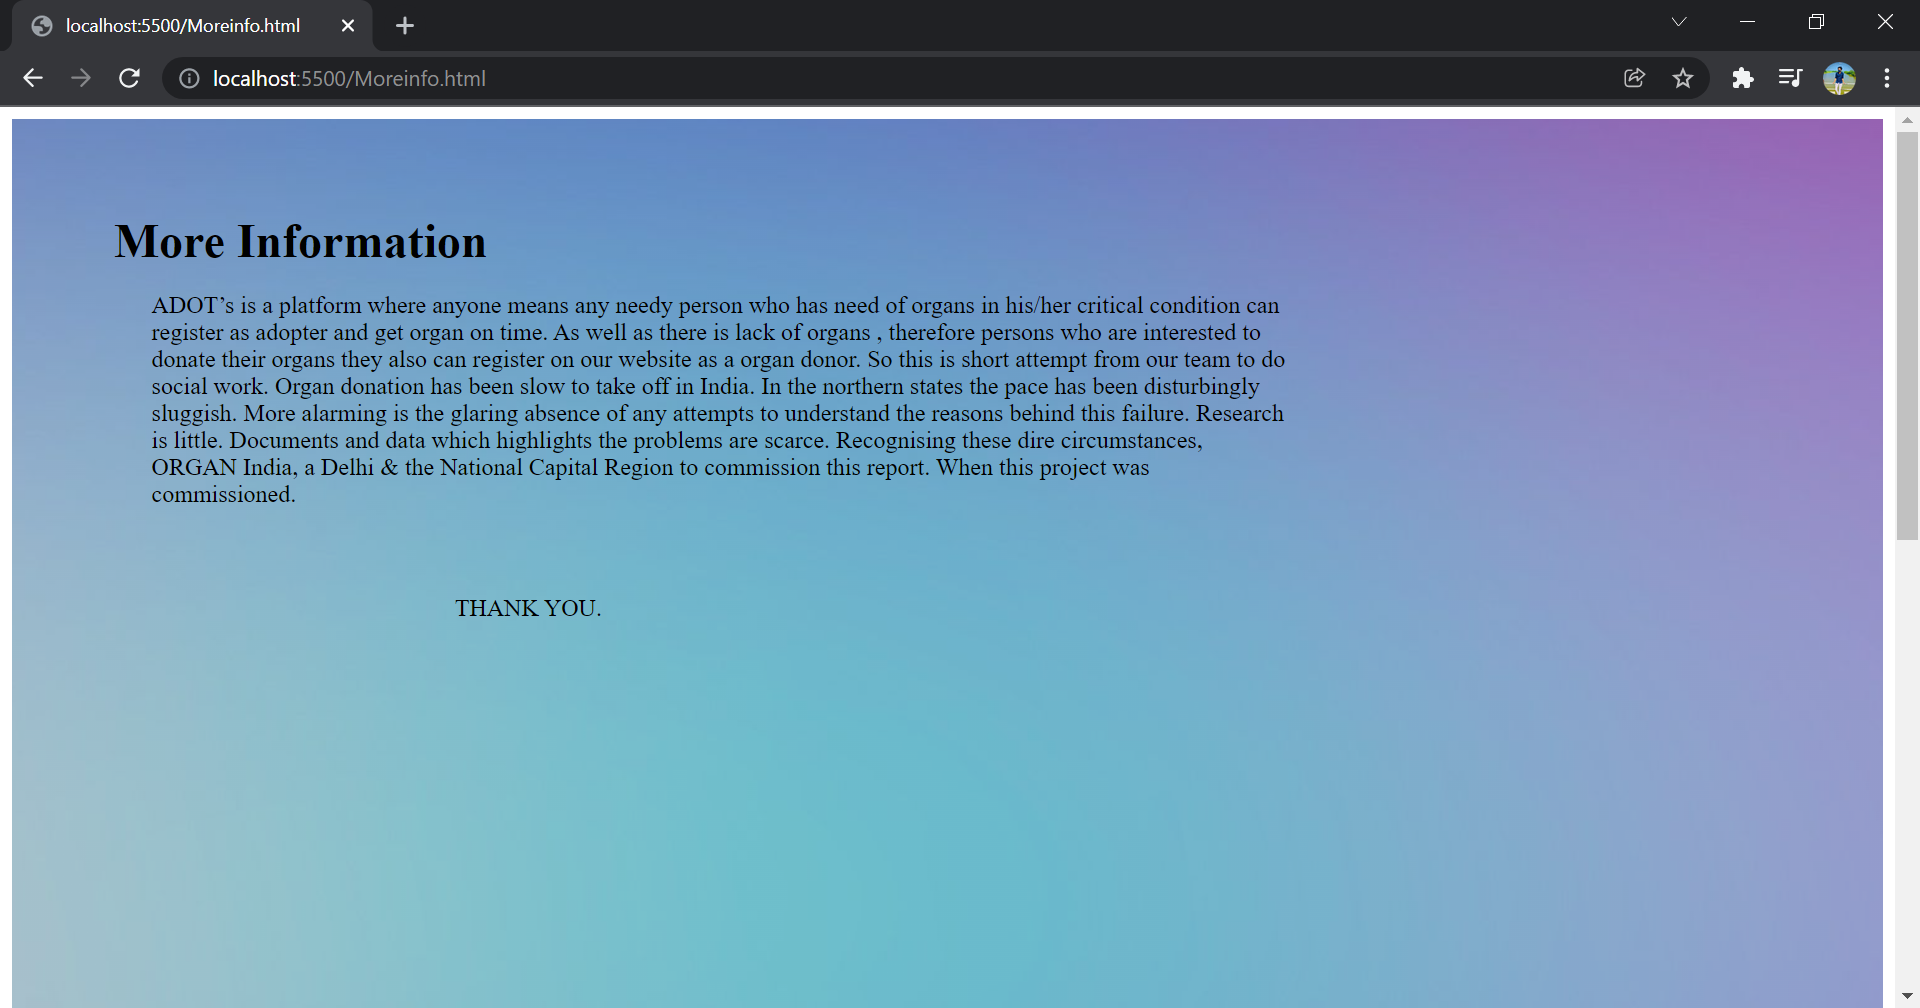 localhost:5500/Moreinfo.html
localhost:5500/Moreinfo.html
More Information
ADOT’s is a platform where anyone means any needy person who has need of organs in his/her critical condition can
register as adopter and get organ on time. As well as there is lack of organs , therefore persons who are interested to
donate their organs they also can register on our website as a organ donor. So this is short attempt from our team to do
social work. Organ donation has been slow to take off in India. In the northern states the pace has been disturbingly
sluggish. More alarming is the glaring absence of any attempts to understand the reasons behind this failure. Research
is little. Documents and data which highlights the problems are scarce. Recognising these dire circumstances,
ORGAN India, a Delhi & the National Capital Region to commission this report. When this project was
commissioned.
THANK YOU.